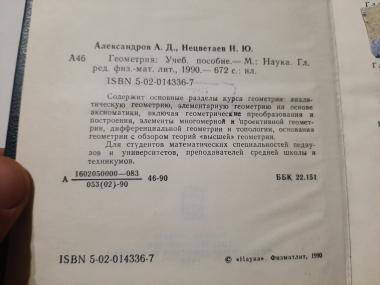 Александров А. Д., Нецветаев Н. Ю.
А46 Геометрия: Учеб. пособие.— М.: Наука. Гл.
ред. физ.-мат. лит., 1990.— 672 с.: ил.
ISBN 5-02-014336-7
Содержит основные разделы курса геометрии: анали-
тическую геометрию, элементарную геометрию на основе
аксиоматики, включая геометрические преобразования и
построения, элементы многомерной и проективной геомет-
рии, дифференциальной геометрии и топологии, основания
геометрии с обзором теорий «высшей» геометрии.
Для студентов математических специальностей педву-
зов и университетов, преподавателей средней школы и
техникумов.
А 1602050000—083 / 053(02)-90 46-90 ББК 22.151
ISBN 5-02-014336-7 © «Наука». Физматлит, 1990